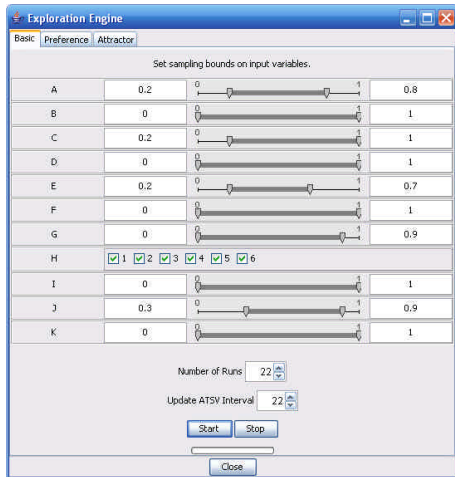 Exploration Engine
Basic Preference Attractor
Set sampling bounds on input variables.
A 0.2 0 1 0.8
B 0 0 1 1
C 0.2 0 1 1
D 0 0 1 1
E 0.2 0 1 0.7
F 0 0 1 1
G 0 0 1 0.9
H 1 2 3 4 5 6
I 0 0 1 1
J 0.3 0 1 0.9
K 0 0 1 1
Number of Runs 22
Update ATSV Interval 22
Start Stop
Close